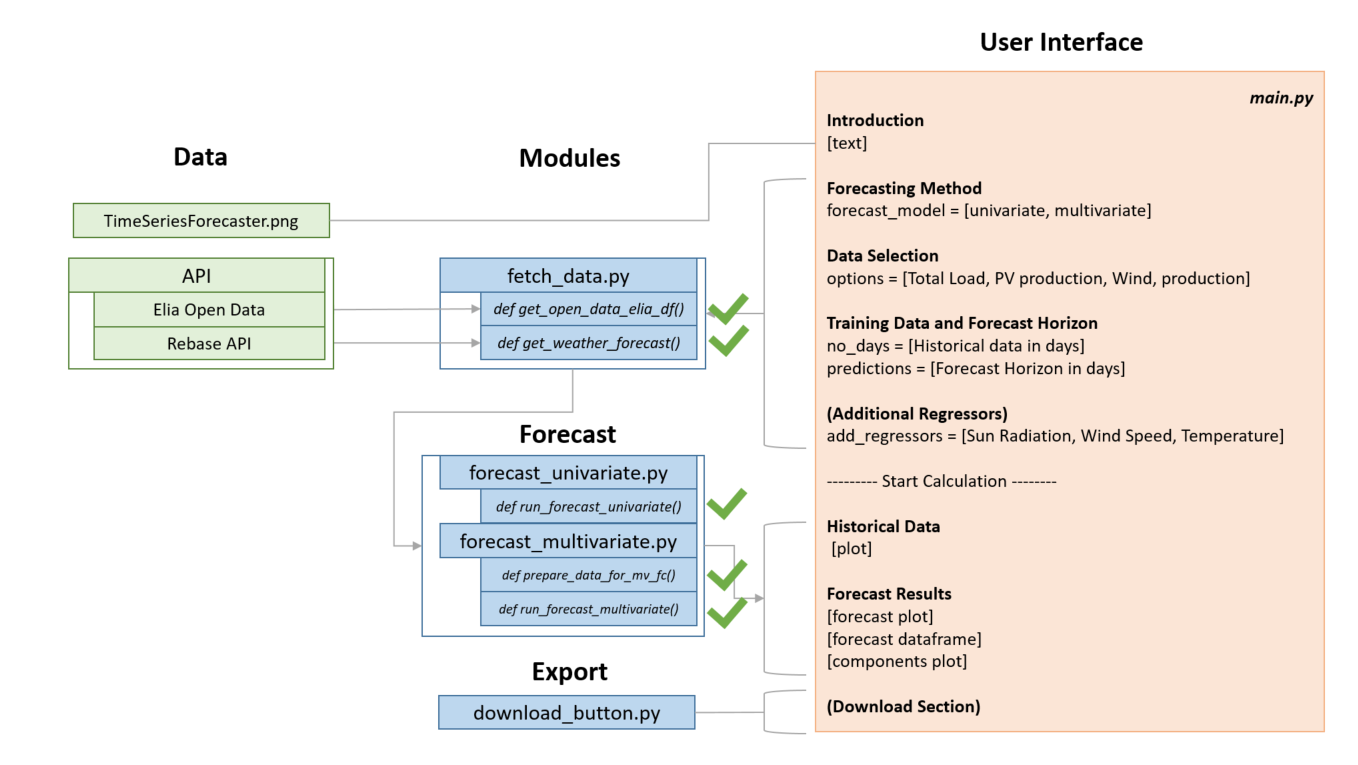 User Interface
main.py
Introduction
[text]
Data
Modules
Forecasting Method
forecast_model = [univariate, multivariate]
TimeSeriesForecaster.png
Data Selection
options = [Total Load, PV production, Wind, production]
API
Elia Open Data
Rebase API
fetch_data.py
def get_open_data_elia_df()
def get_weather_forecast()
Training Data and Forecast Horizon
no_days = [Historical data in days]
predictions = [Forecast Horizon in days]
(Additional Regressors)
add_regressors = [Sun Radiation, Wind Speed, Temperature]
Forecast
forecast_univariate.py
def run_forecast_univariate()
forecast_multivariate.py
def prepare_data_for_mv_fc()
def run_forecast_multivariate()
--------- Start Calculation --------
Historical Data
[plot]
Forecast Results
[forecast plot]
[forecast dataframe]
[components plot]
Export
download_button.py
(Download Section)